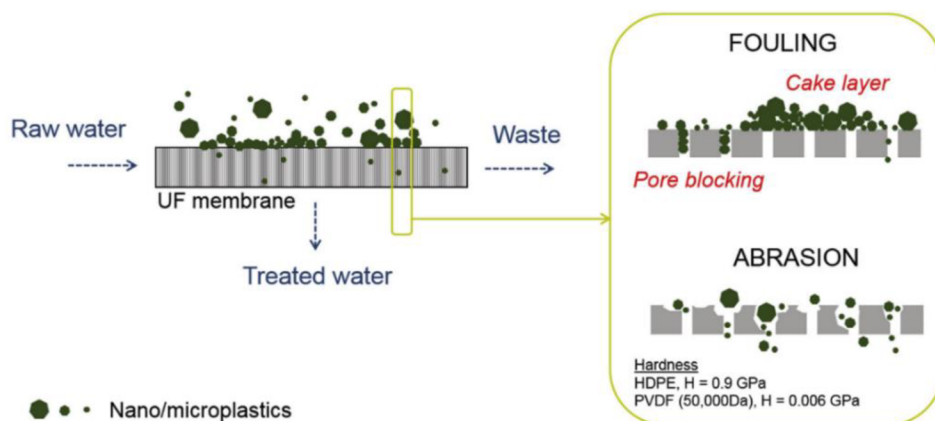 Raw water
UF membrane
Treated water
Waste
Nano/microplastics
FOULING
Cake layer
Pore blocking
ABRASION
Hardness
HDPE, H = 0.9 GPa
PVDF (50,000Da), H = 0.006 GPa